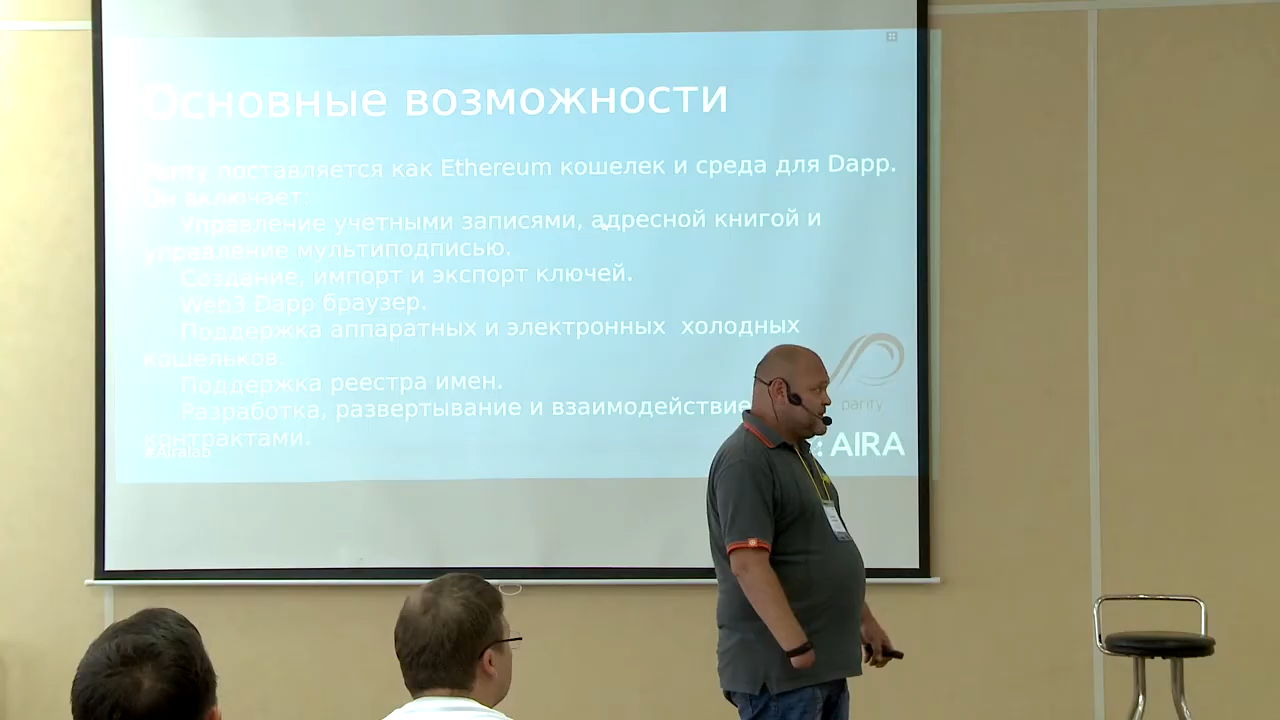 Основные возможности
Parity поставляется как Ethereum кошелек и среда для Dapp.
Он включает:
Управление учетными записями, адресной книгой и
управление мультиподписью.
Создание, импорт и экспорт ключей.
Web3 Đapp браузер.
Поддержка аппаратных и электронных холодных
кошельков.
Поддержка реестра имен.
Разработка, развертывание и взаимодействие
контрактами.
parity
#Airalab
: AIRA